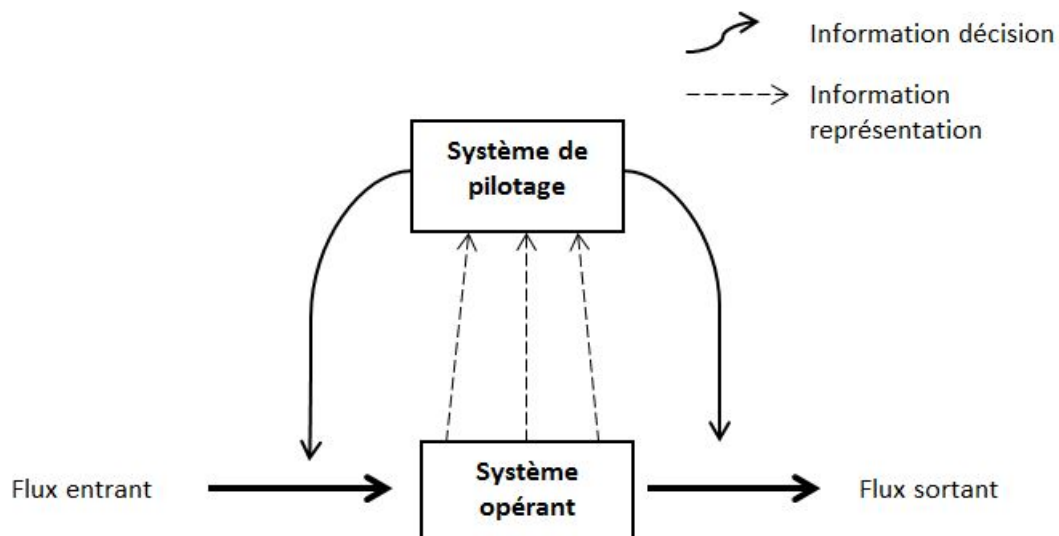 Information décision
Information
représentation
Système de
pilotage
Flux entrant
Système
opérant
Flux sortant